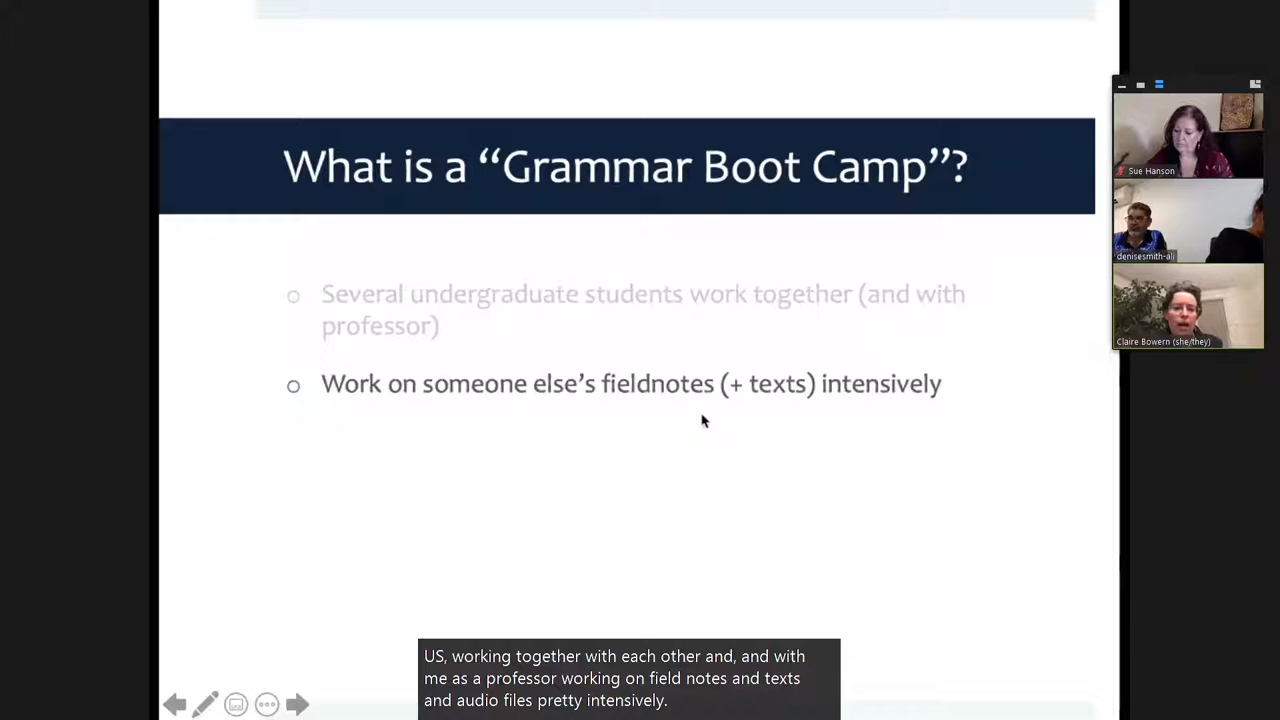 What is a “Grammar Boot Camp”?
Several undergraduate students work together (and with
professor)
Work on someone else’s fieldnotes (+ texts) intensively
US, working together with each other and, and with
me as a professor working on field notes and texts
and audio files pretty intensively.
Sue Hanson
denisesmith-ali
Claire Bowern (she/they)